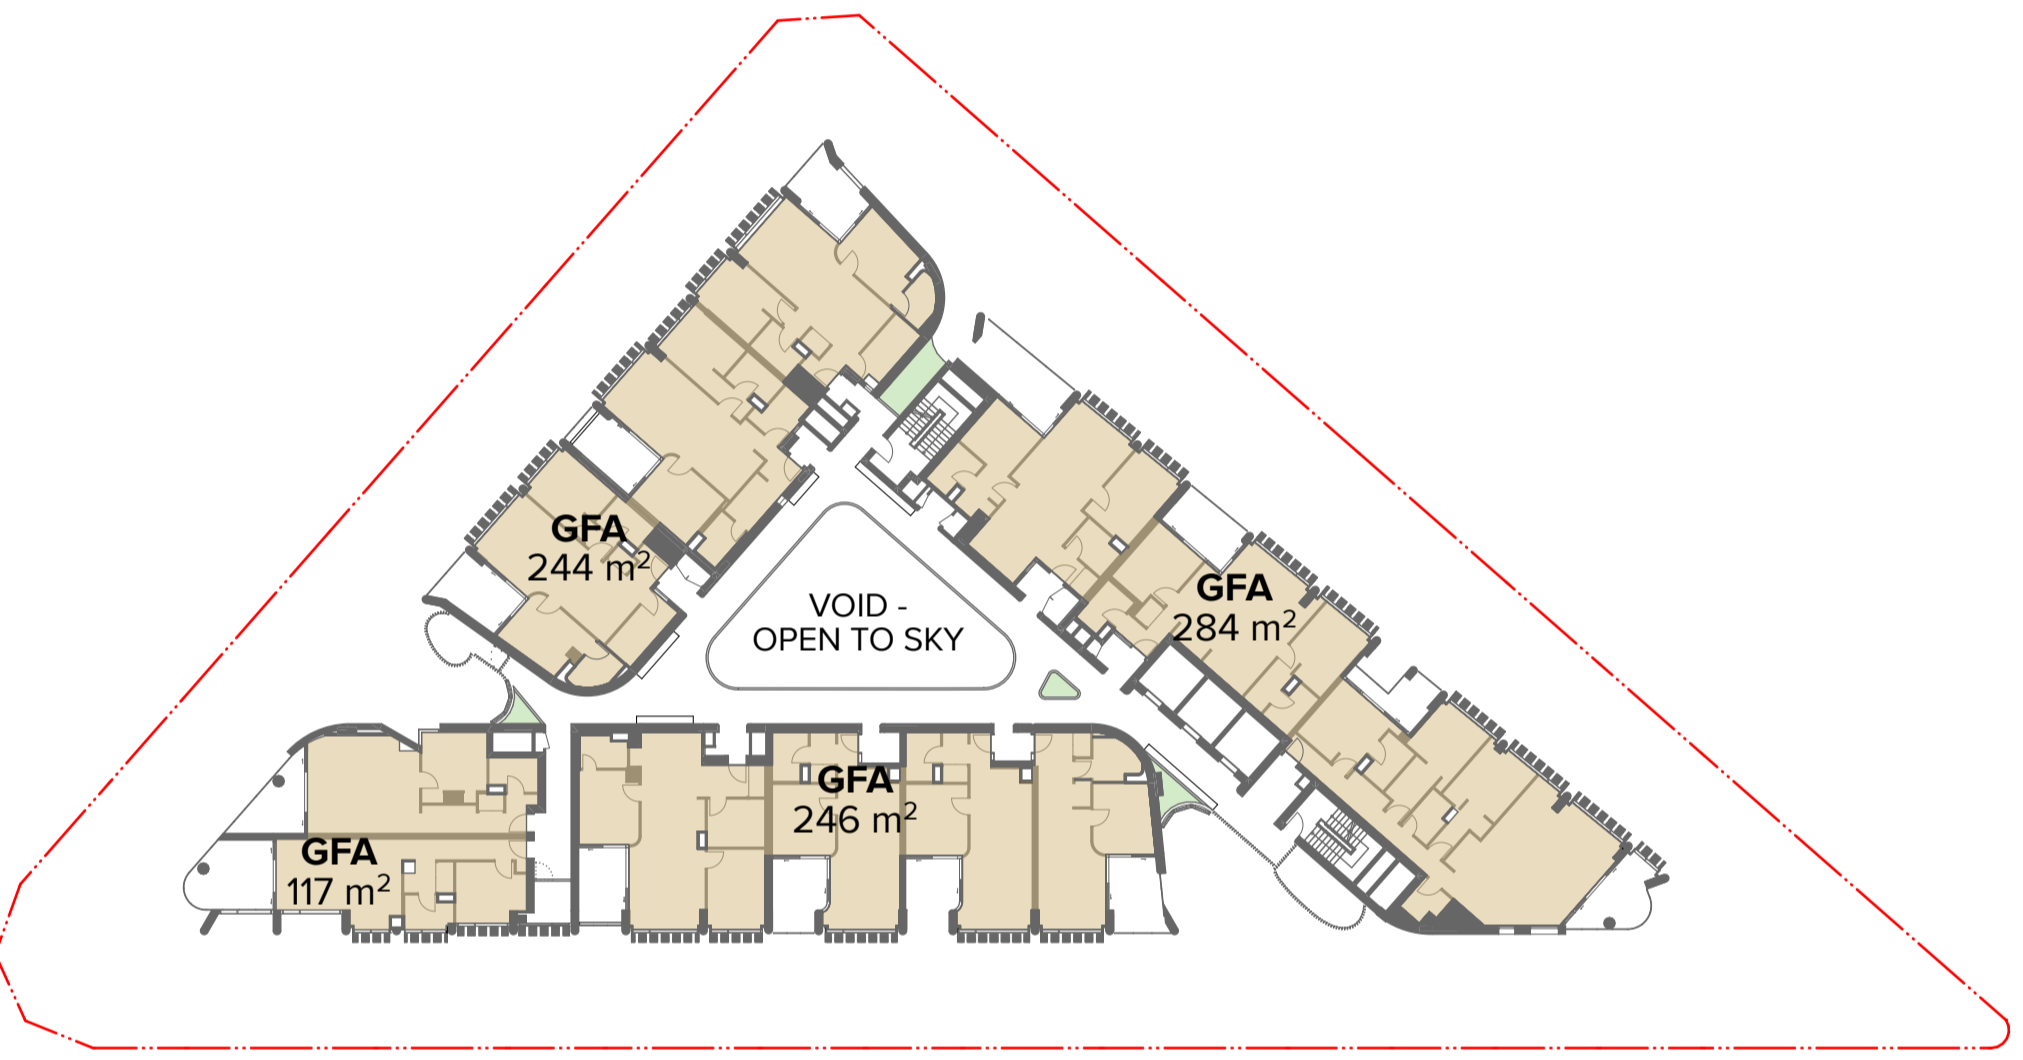 GFA
244 m²
GFA
284 m²
VOID -
OPEN TO SKY
GFA
246 m²
GFA
117 m²